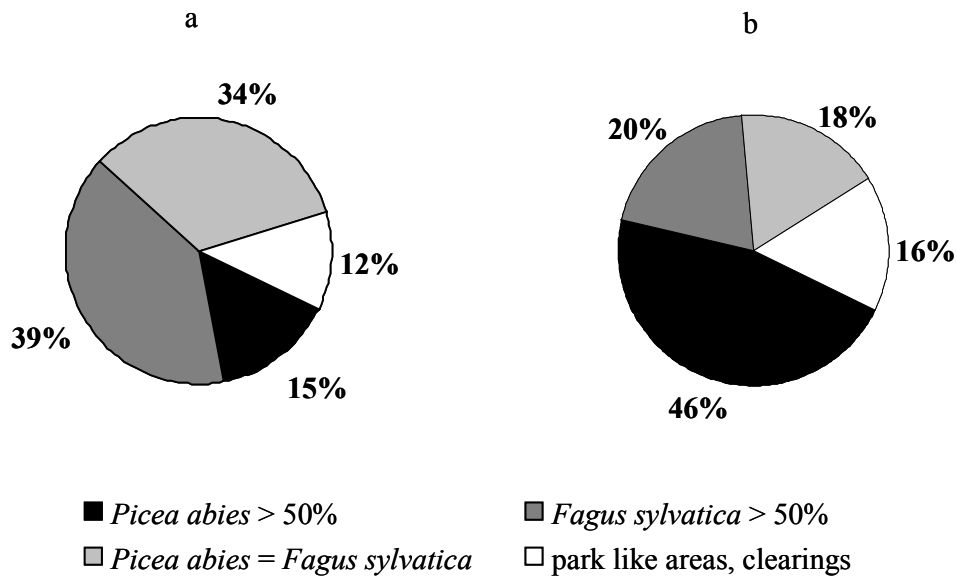 a b
34%
20% 18%
12% 16%
39%
15%
46%
Picea abies > 50% Fagus sylvatica > 50%
Picea abies = Fagus sylvatica park like areas, clearings